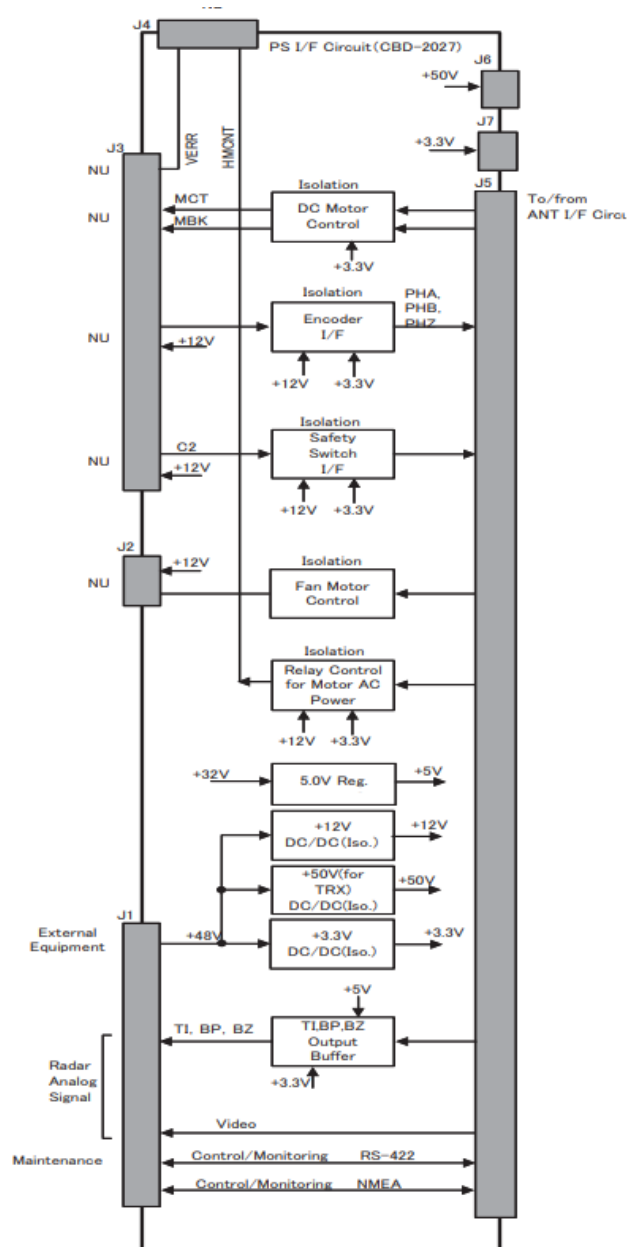 J4
PS I/F Circuit(CBD-2027)
J6
+50V
J7
+3.3V
VERR
HMCNT
J3
NU
J5
To/from
ANT I/F Circu
Isolation
MCT
DC Motor
Control
NU
MBK
+3.3V
Isolation
PHA,
PHB,
PHZ
Encoder
I/F
NU
+12V
+12V
+3.3V
Isolation
C2
Safety
Switch
I/F
NU
+12V
+12V
+3.3V
J2
+12V
Isolation
NU
Fan Motor
Control
Isolation
Relay Control
for Motor AC
Power
+12V
+3.3V
+32V
5.0V Reg.
+5V
+12V
DC/DC(Iso.)
+12V
+50V(for
TRX)
DC/DC(Iso.)
+50V
J1
External
Equipment
+48V
+3.3V
DC/DC(Iso.)
+3.3V
+5V
TI, BP, BZ
TI,BP,BZ
Output
Buffer
+3.3V
Radar
Analog
Signal
Video
Maintenance
Control/Monitoring RS-422
Control/Monitoring NMEA